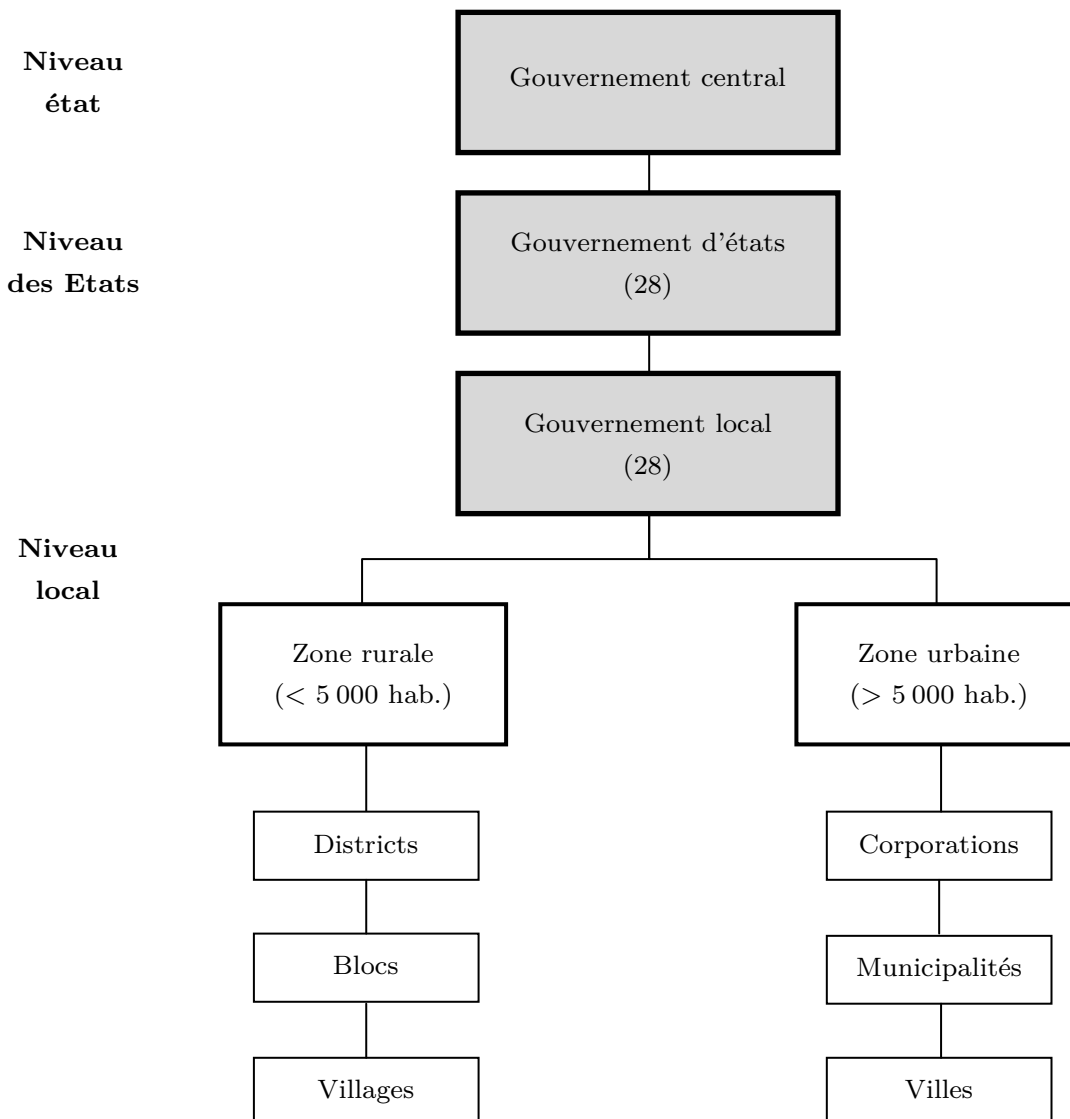 Niveau
état
Gouvernement central
Niveau
des Etats
Gouvernement d'états
(28)
Gouvernement local
(28)
Niveau
local
Zone rurale
(< 5 000 hab.)
Zone urbaine
(> 5 000 hab.)
Districts
Corporations
Blocs
Municipalités
Villages
Villes